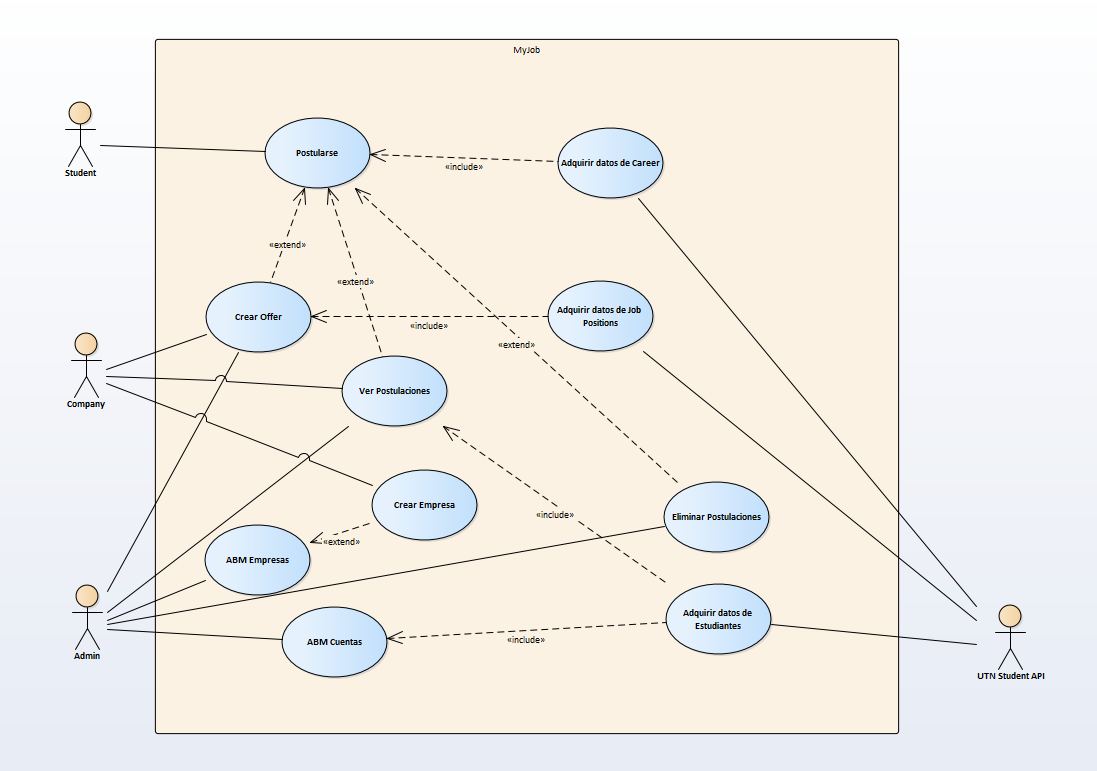 MyJob
Student
Postularse
Adquirir datos de Career
«include»
«extend»
«extend»
Crear Offer
Adquirir datos de Job
Positions
«include»
«extend»
Company
Ver Postulaciones
Crear Empresa
«include»
Eliminar Postulaciones
«extend»
ABM Empresas
Admin
ABM Cuentas
«include»
Adquirir datos de
Estudiantes
UTN Student API